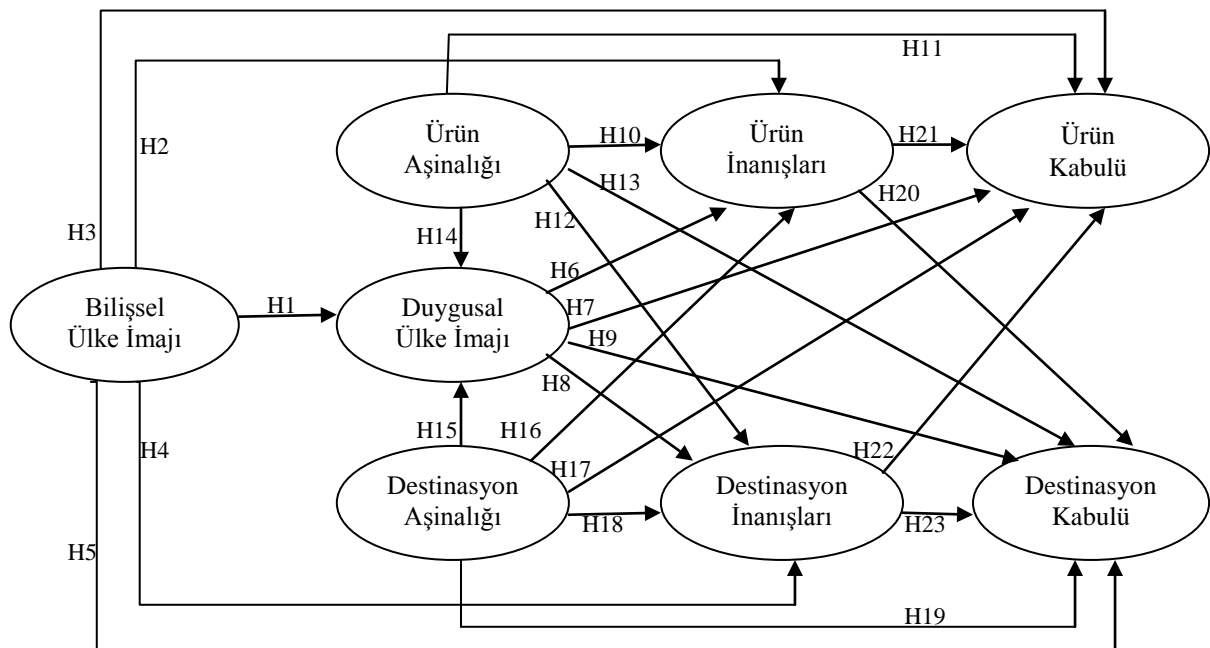 H11
Ürün
Aşinalığı
H10
Ürün
İnanışları
H21
Ürün
Kabulü
H2
H13
H20
H12
H3
H14
H6
Bilişsel
Ülke İmajı
H1
Duygusal
Ülke İmajı
H7
H9
H8
H15
H16
H4
H17
H22
Destinasyon
Aşinalığı
H18
Destinasyon
İnanışları
H23
Destinasyon
Kabulü
H5
H19